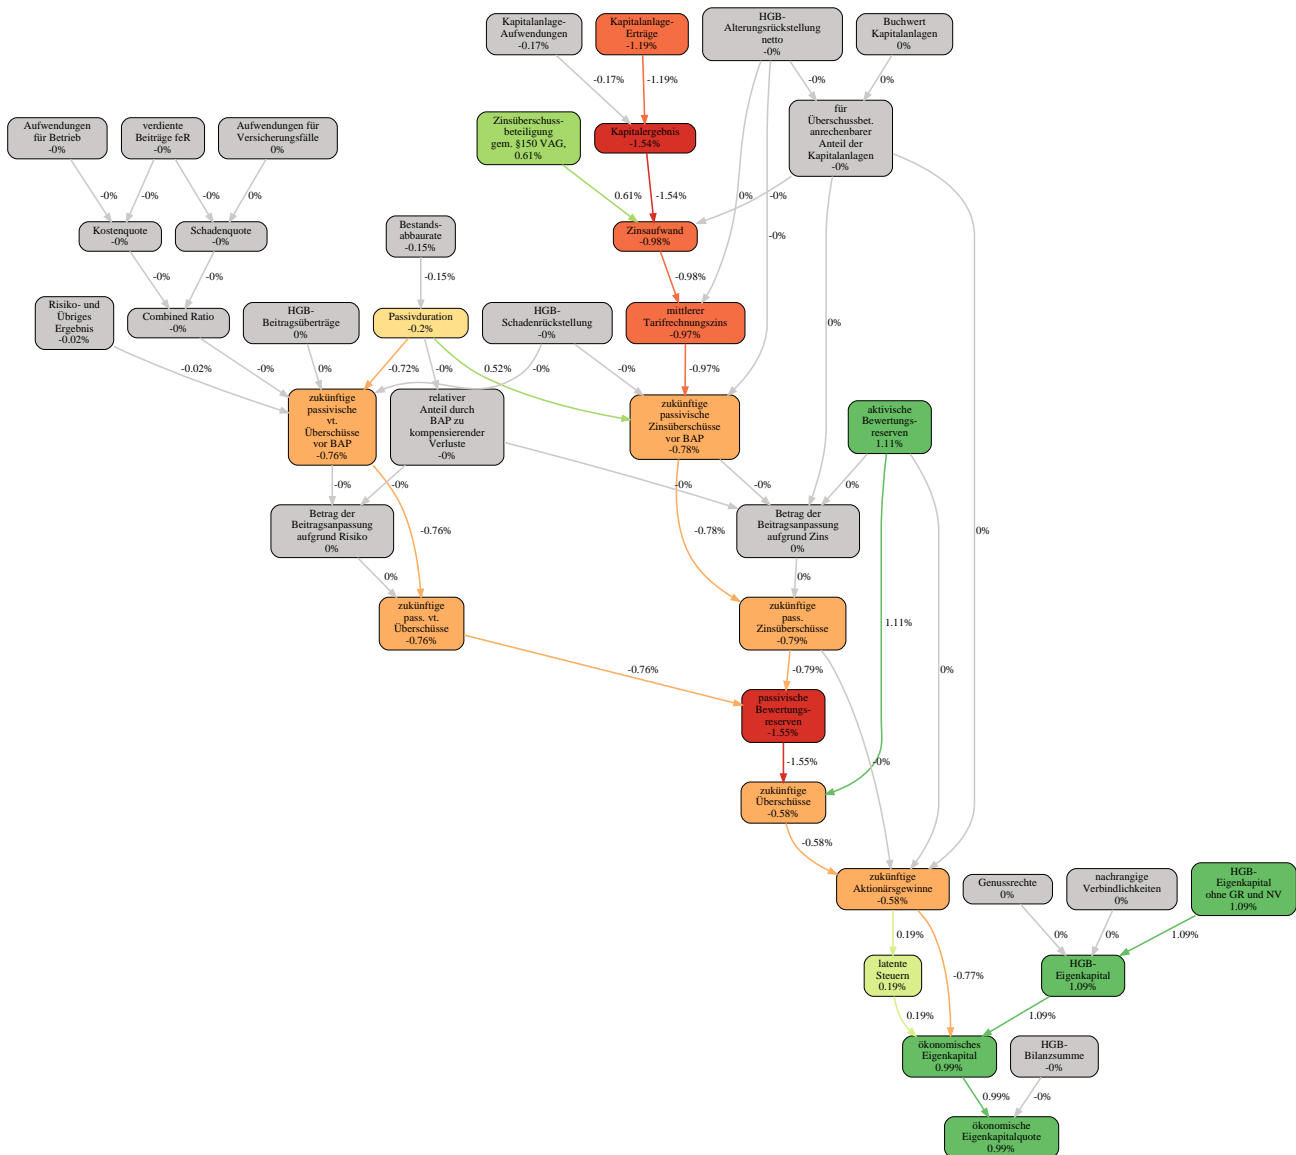 Kapitalanlage-
Aufwendungen
-0.17%
Kapitalanlage-
Erträge
-1.19%
HGB-
Alterungsrückstellung
netto
-0%
Buchwert
Kapitalanlagen
0%
-0.17%
-1.19%
-0%
0%
Aufwendungen
für Betrieb
-0%
verdiente
Beiträge feR
-0%
Aufwendungen für
Versicherungsfälle
0%
Zinsüberschuss-
beteiligung
gem. §150 VAG,
0.61%
Kapitalergebnis
-1.54%
für
Überschussbet.
anrechenbarer
Anteil der
Kapitalanlagen
-0%
-0%
-0%
-0%
0%
0.61%
-1.54%
0%
-0%
-0%
Kostenquote
-0%
Schadenquote
-0%
Bestands-
abbaurate
-0.15%
Zinsaufwand
-0.98%
-0%
-0%
-0.15%
-0.98%
0%
0%
Risiko- und
Übriges
Ergebnis
-0.02%
Combined Ratio
-0%
HGB-
Beitragsüberträge
0%
Passivduration
-0.2%
HGB-
Schadenrückstellung
-0%
mittlerer
Tarifrechnungszins
-0.97%
-0.02%
-0%
0%
-0.72%
-0%
0.52%
-0%
-0%
-0.97%
zukünftige
passivische
vt.
Überschüsse
vor BAP
-0.76%
relativer
Anteil durch
BAP zu
kompensierender
Verluste
-0%
zukünftige
passivische
Zinsüberschüsse
vor BAP
-0.78%
aktivische
Bewertungs-
reserven
1.11%
-0%
-0%
-0%
-0%
0%
Betrag der
Beitragsanpassung
aufgrund Risiko
0%
-0.76%
-0.78%
Betrag der
Beitragsanpassung
aufgrund Zins
0%
0%
0%
0%
zukünftige
pass. vt.
Überschüsse
-0.76%
zukünftige
pass.
Zinsüberschüsse
-0.79%
1.11%
-0.76%
-0.79%
0%
passivische
Bewertungs-
reserven
-1.55%
-1.55%
-0%
zukünftige
Überschüsse
-0.58%
-0.58%
zukünftige
Aktionärsgewinne
-0.58%
Genussrechte
0%
nachrangige
Verbindlichkeiten
0%
HGB-
Eigenkapital
ohne GR und NV
1.09%
0.19%
-0.77%
0%
0%
1.09%
latente
Steuern
0.19%
HGB-
Eigenkapital
1.09%
0.19%
1.09%
ökonomisches
Eigenkapital
0.99%
HGB-
Bilanzsumme
-0%
0.99%
-0%
ökonomische
Eigenkapitalquote
0.99%